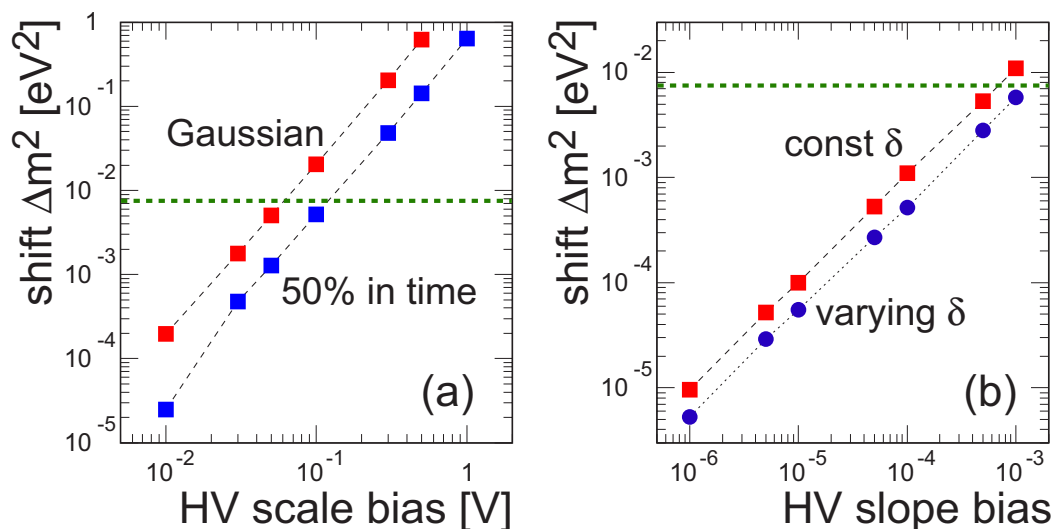 shift Δm² [eV²]
1
10⁻¹
10⁻²
10⁻³
10⁻⁴
10⁻⁵
Gaussian
50% in time
(a)
10⁻² 10⁻¹ 1
HV scale bias [V]
shift Δm² [eV²]
10⁻²
10⁻³
10⁻⁴
10⁻⁵
const δ
varying δ
(b)
10⁻⁶ 10⁻⁵ 10⁻⁴ 10⁻³
HV slope bias